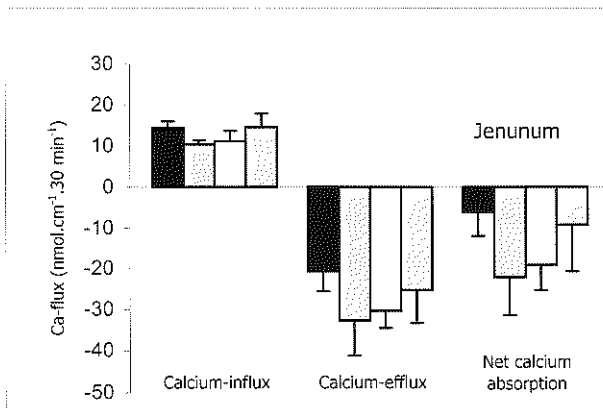 30
20
10
0
-10
-20
-30
-40
-50
Ca-flux (nmol.cm⁻¹.30 min⁻¹)
Jenunum
Calcium-influx
Calcium-efflux
Net calcium
absorption